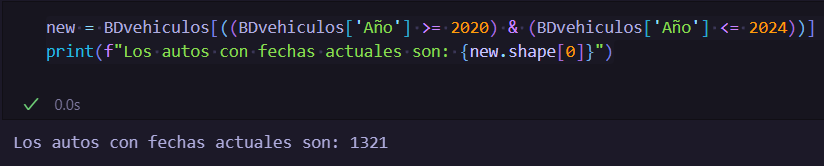 new = BDvehiculos[((BDvehiculos['Año'] >= 2020) & (BDvehiculos['Año'] <= 2024))]
print(f"Los autos con fechas actuales son: {new.shape[0]}")
0.0s
Los autos con fechas actuales son: 1321